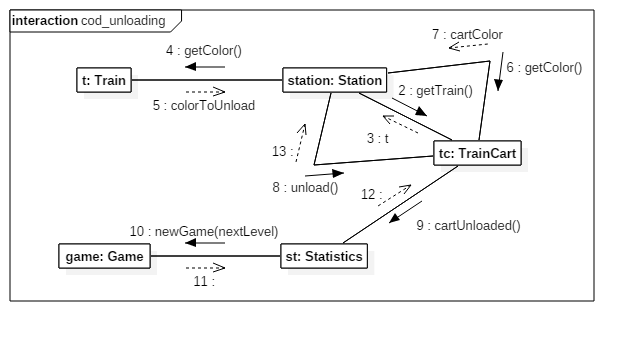 interaction cod_unloading
7 : cartColor
4 : getColor()
6 : getColor()
t: Train
station: Station
2 : getTrain()
5 : colorToUnload
3 : t
13 :
tc: TrainCart
8 : unload()
12 :
9 : cartUnloaded()
10 : newGame(nextLevel)
game: Game
st: Statistics
11 :